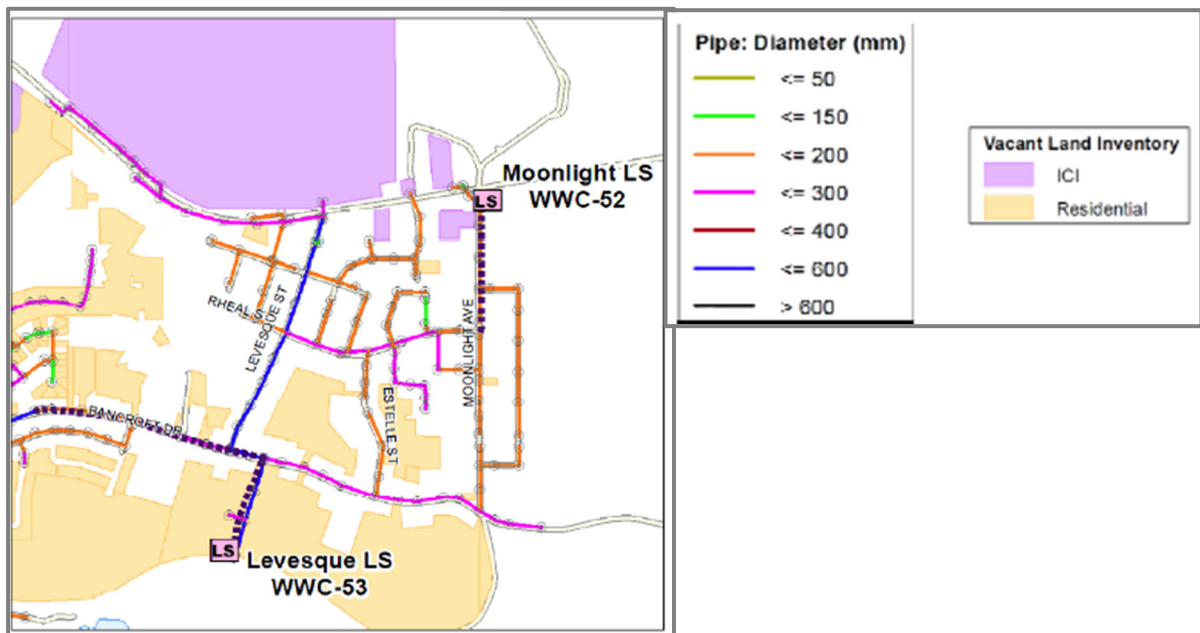 Moonlight LS
WWC-52
LS
RHEAL S
LEVESQUE ST
MOONLIGHT AVE
ESTELLE ST
BANCROFT DR
LS
Levesque LS
WWC-53
Pipe: Diameter (mm)
<= 50
<= 150
<= 200
<= 300
<= 400
<= 600
> 600
Vacant Land Inventory
ICI
Residential